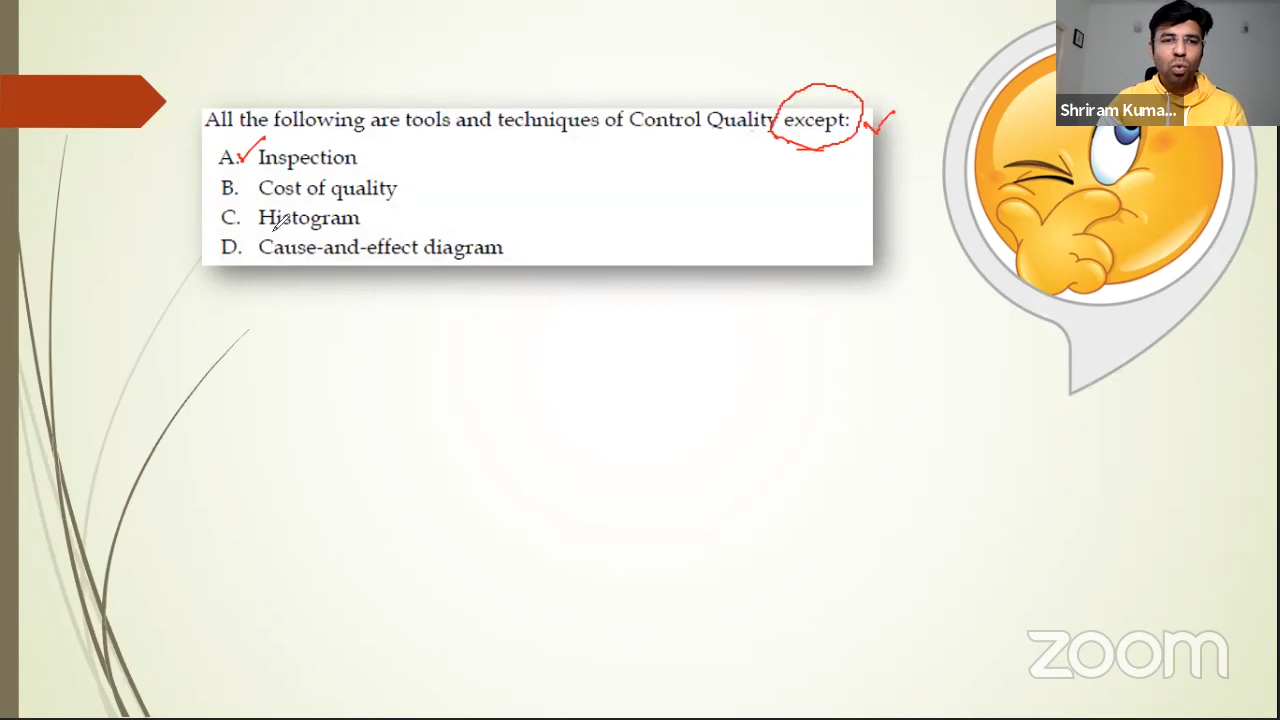 All the following are tools and techniques of Control Quality except:
A. Inspection
B. Cost of quality
C. Histogram
D. Cause-and-effect diagram
Shriram Kuma...
zoom